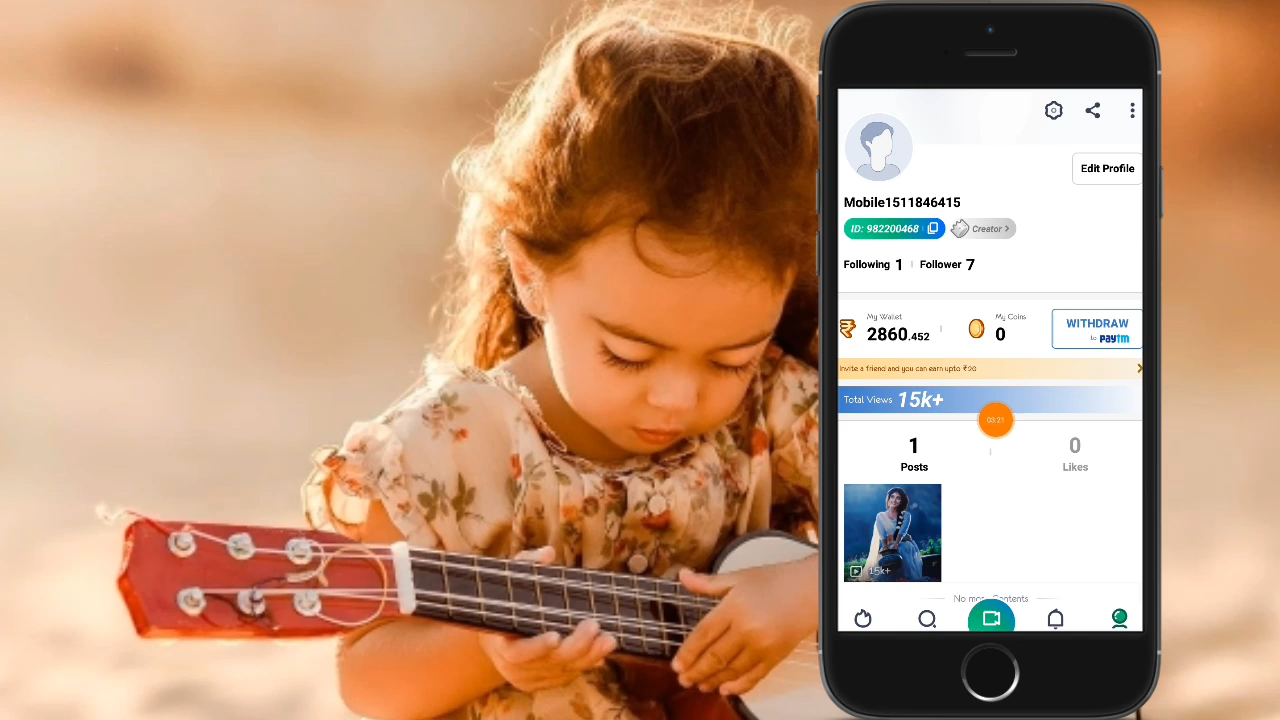 Edit Profile
Mobile1511846415
ID: 982200468
Creator >
Following 1 Follower 7
My Wallet
2860.452
My Coins
0
WITHDRAW
to paytm
Invite a friend and you can earn upto ₹20
Total Views 15k+
03:21
1
Posts
0
Likes
15k+
No more Contents